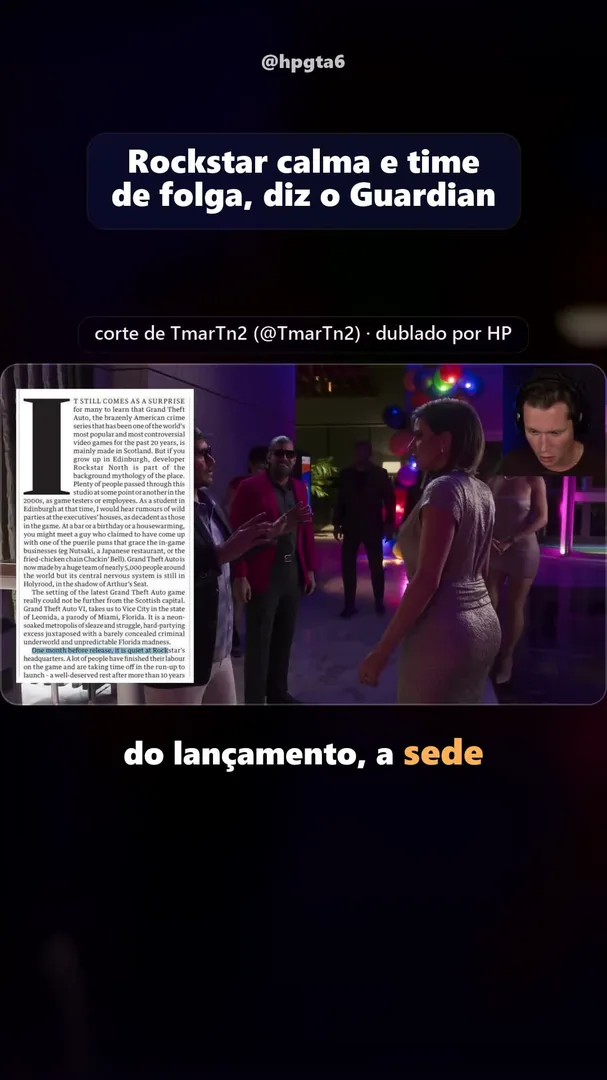 @hpgta6
Rockstar calma e time
de folga, diz o Guardian
corte de TmarTn2 (@TmarTn2) · dublado por HP
IT STILL COMES AS A SURPRISE
for many to learn that Grand Theft
Auto, the brazenly American crime
series that has been one of the world's
most popular and most controversial
video games for the past 20 years, is
mainly made in Scotland. But if you
grow up in Edinburgh, developer
Rockstar North is part of the
background mythology of the place.
Plenty of people passed through this
studio at some point or another in the
2000s, as game testers or employees. As a student in
Edinburgh at that time, I would hear rumours of wild
parties at the executives' houses, as decadent as those
in the game. At a bar or a birthday or a housewarming,
you might meet a guy who claimed to have come up
with one of the puerile puns that grace the in-game
businesses (eg Nutsaki, a Japanese restaurant, or the
fried-chicken chain Cluckin' Bell). Grand Theft Auto is
now made by a huge team of nearly 5,000 people around
the world but its central nervous system is still in
Holyrood, in the shadow of Arthur's Seat.
The setting of the latest Grand Theft Auto game
really could not be further from the Scottish capital.
Grand Theft Auto VI, takes us to Vice City in the state
of Leonida, a parody of Miami, Florida. It is a neon-
soaked metropolis of sleaze and struggle, hard-partying
excess juxtaposed with a barely concealed criminal
underworld and unpredictable Florida madness.
One month before release, it is quiet at Rockstar's
headquarters. A lot of people have finished their labour
on the game and are taking time off in the run-up to
launch - a well-deserved rest after more than 10 years
do lançamento, a sede